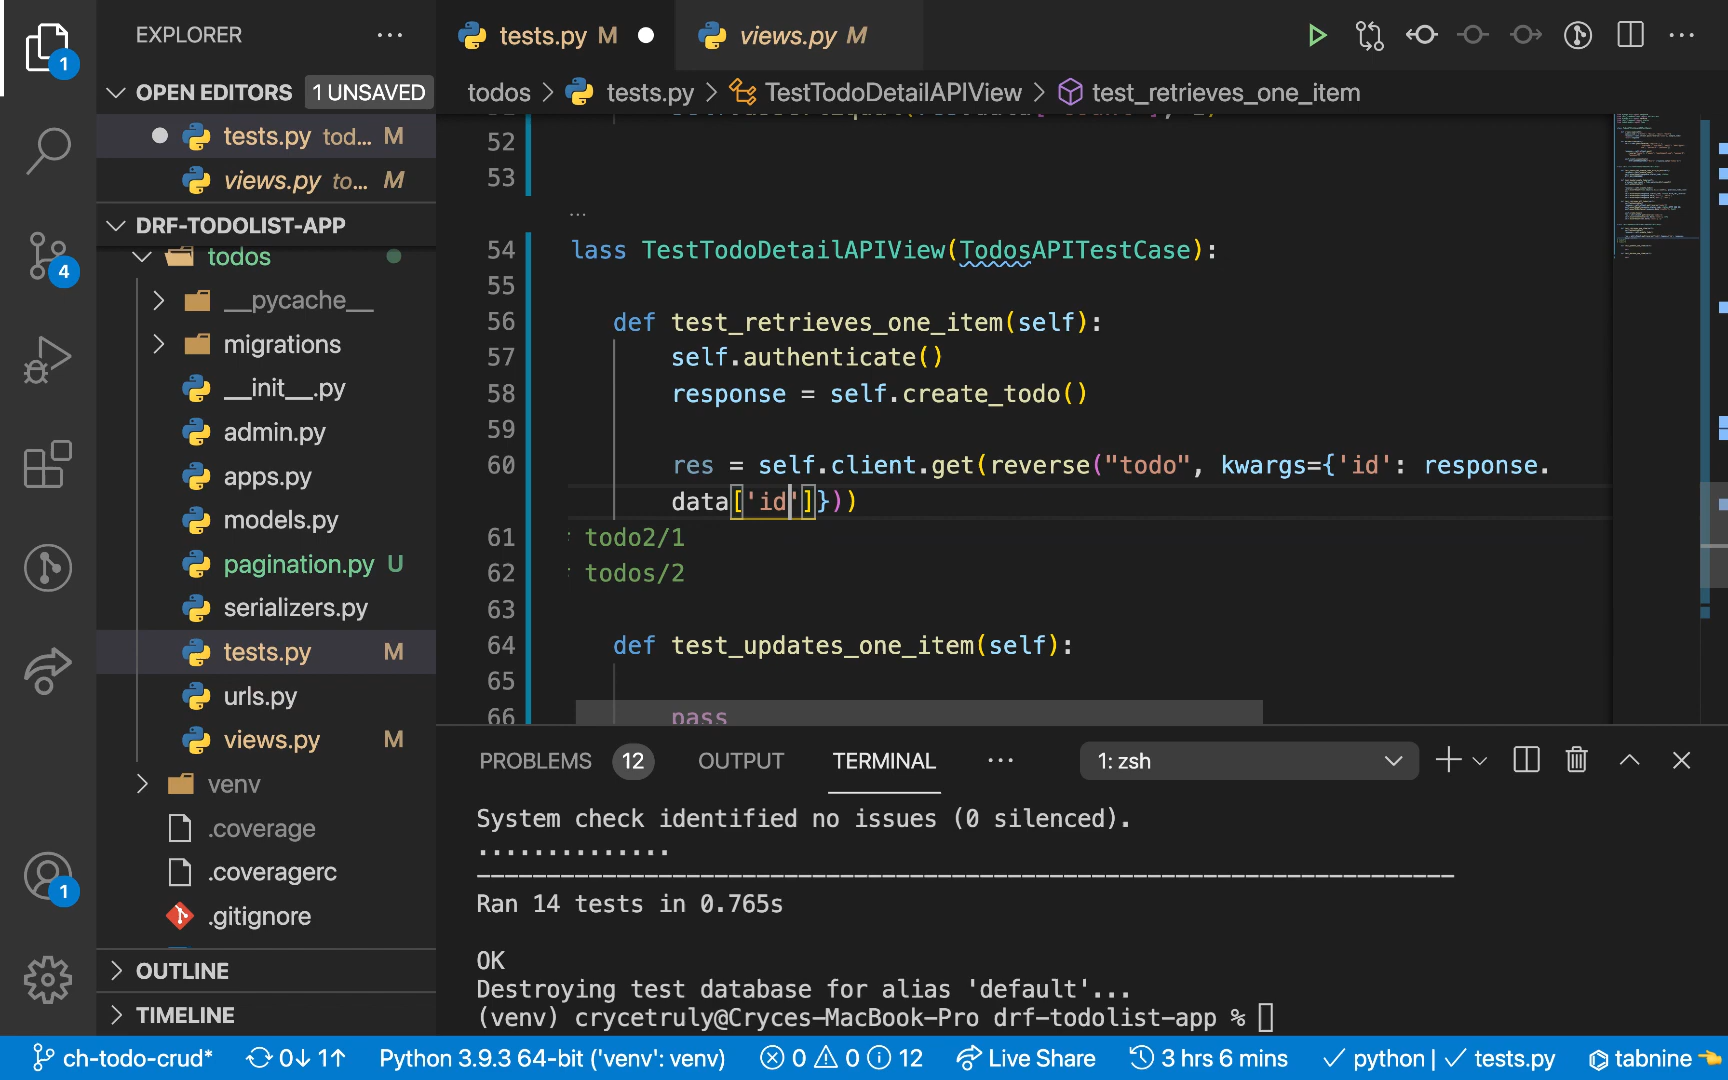 EXPLORER
tests.py M
views.py M
1
OPEN EDITORS
1 UNSAVED
todos > tests.py > TestTodoDetailAPIView > test_retrieves_one_item
tests.py tod... M
views.py to... M
DRF-TODOLIST-APP
todos
__pycache__
migrations
__init__.py
admin.py
apps.py
models.py
pagination.py U
serializers.py
tests.py M
urls.py
views.py M
venv
.coverage
.coveragerc
.gitignore
OUTLINE
TIMELINE
4
1
52
53
...
54 lass TestTodoDetailAPIView(TodosAPITestCase):
55
56 def test_retrieves_one_item(self):
57 self.authenticate()
58 response = self.create_todo()
59
60 res = self.client.get(reverse("todo", kwargs={'id': response.
data['id']}))
61 todo2/1
62 todos/2
63
64 def test_updates_one_item(self):
65
66 pass
PROBLEMS 12 OUTPUT TERMINAL ... 1: zsh
System check identified no issues (0 silenced).
..............
----------------------------------------------------------------------
Ran 14 tests in 0.765s
OK
Destroying test database for alias 'default'...
(venv) crycetruly@Cryces-MacBook-Pro drf-todolist-app %
ch-todo-crud* 0↓ 1↑ Python 3.9.3 64-bit ('venv': venv) 0 0 12 Live Share 3 hrs 6 mins ✓ python | ✓ tests.py tabnine 👈